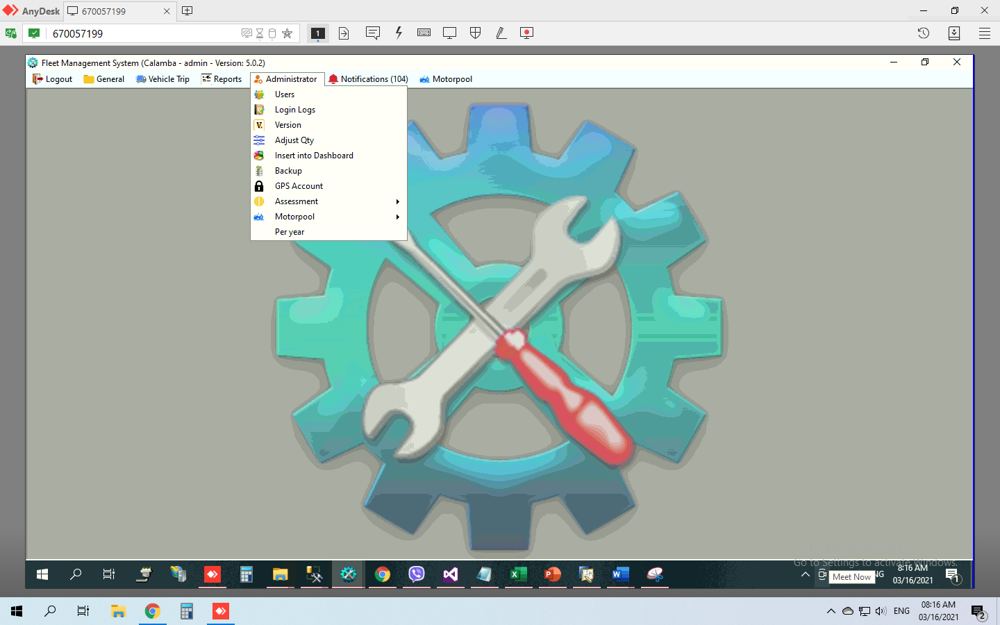 AnyDesk
670057199
670057199
1
Fleet Management System (Calamba - admin - Version: 5.0.2)
Logout General Vehicle Trip Reports Administrator Notifications (104) Motorpool
Users
Login Logs
Version
Adjust Qty
Insert into Dashboard
Backup
GPS Account
Assessment
Motorpool
Per year
Go to Settings to activate Windows.
8:16 AM
Meet Now
NG
03/16/2021
1
ENG
08:16 AM
03/16/2021
2